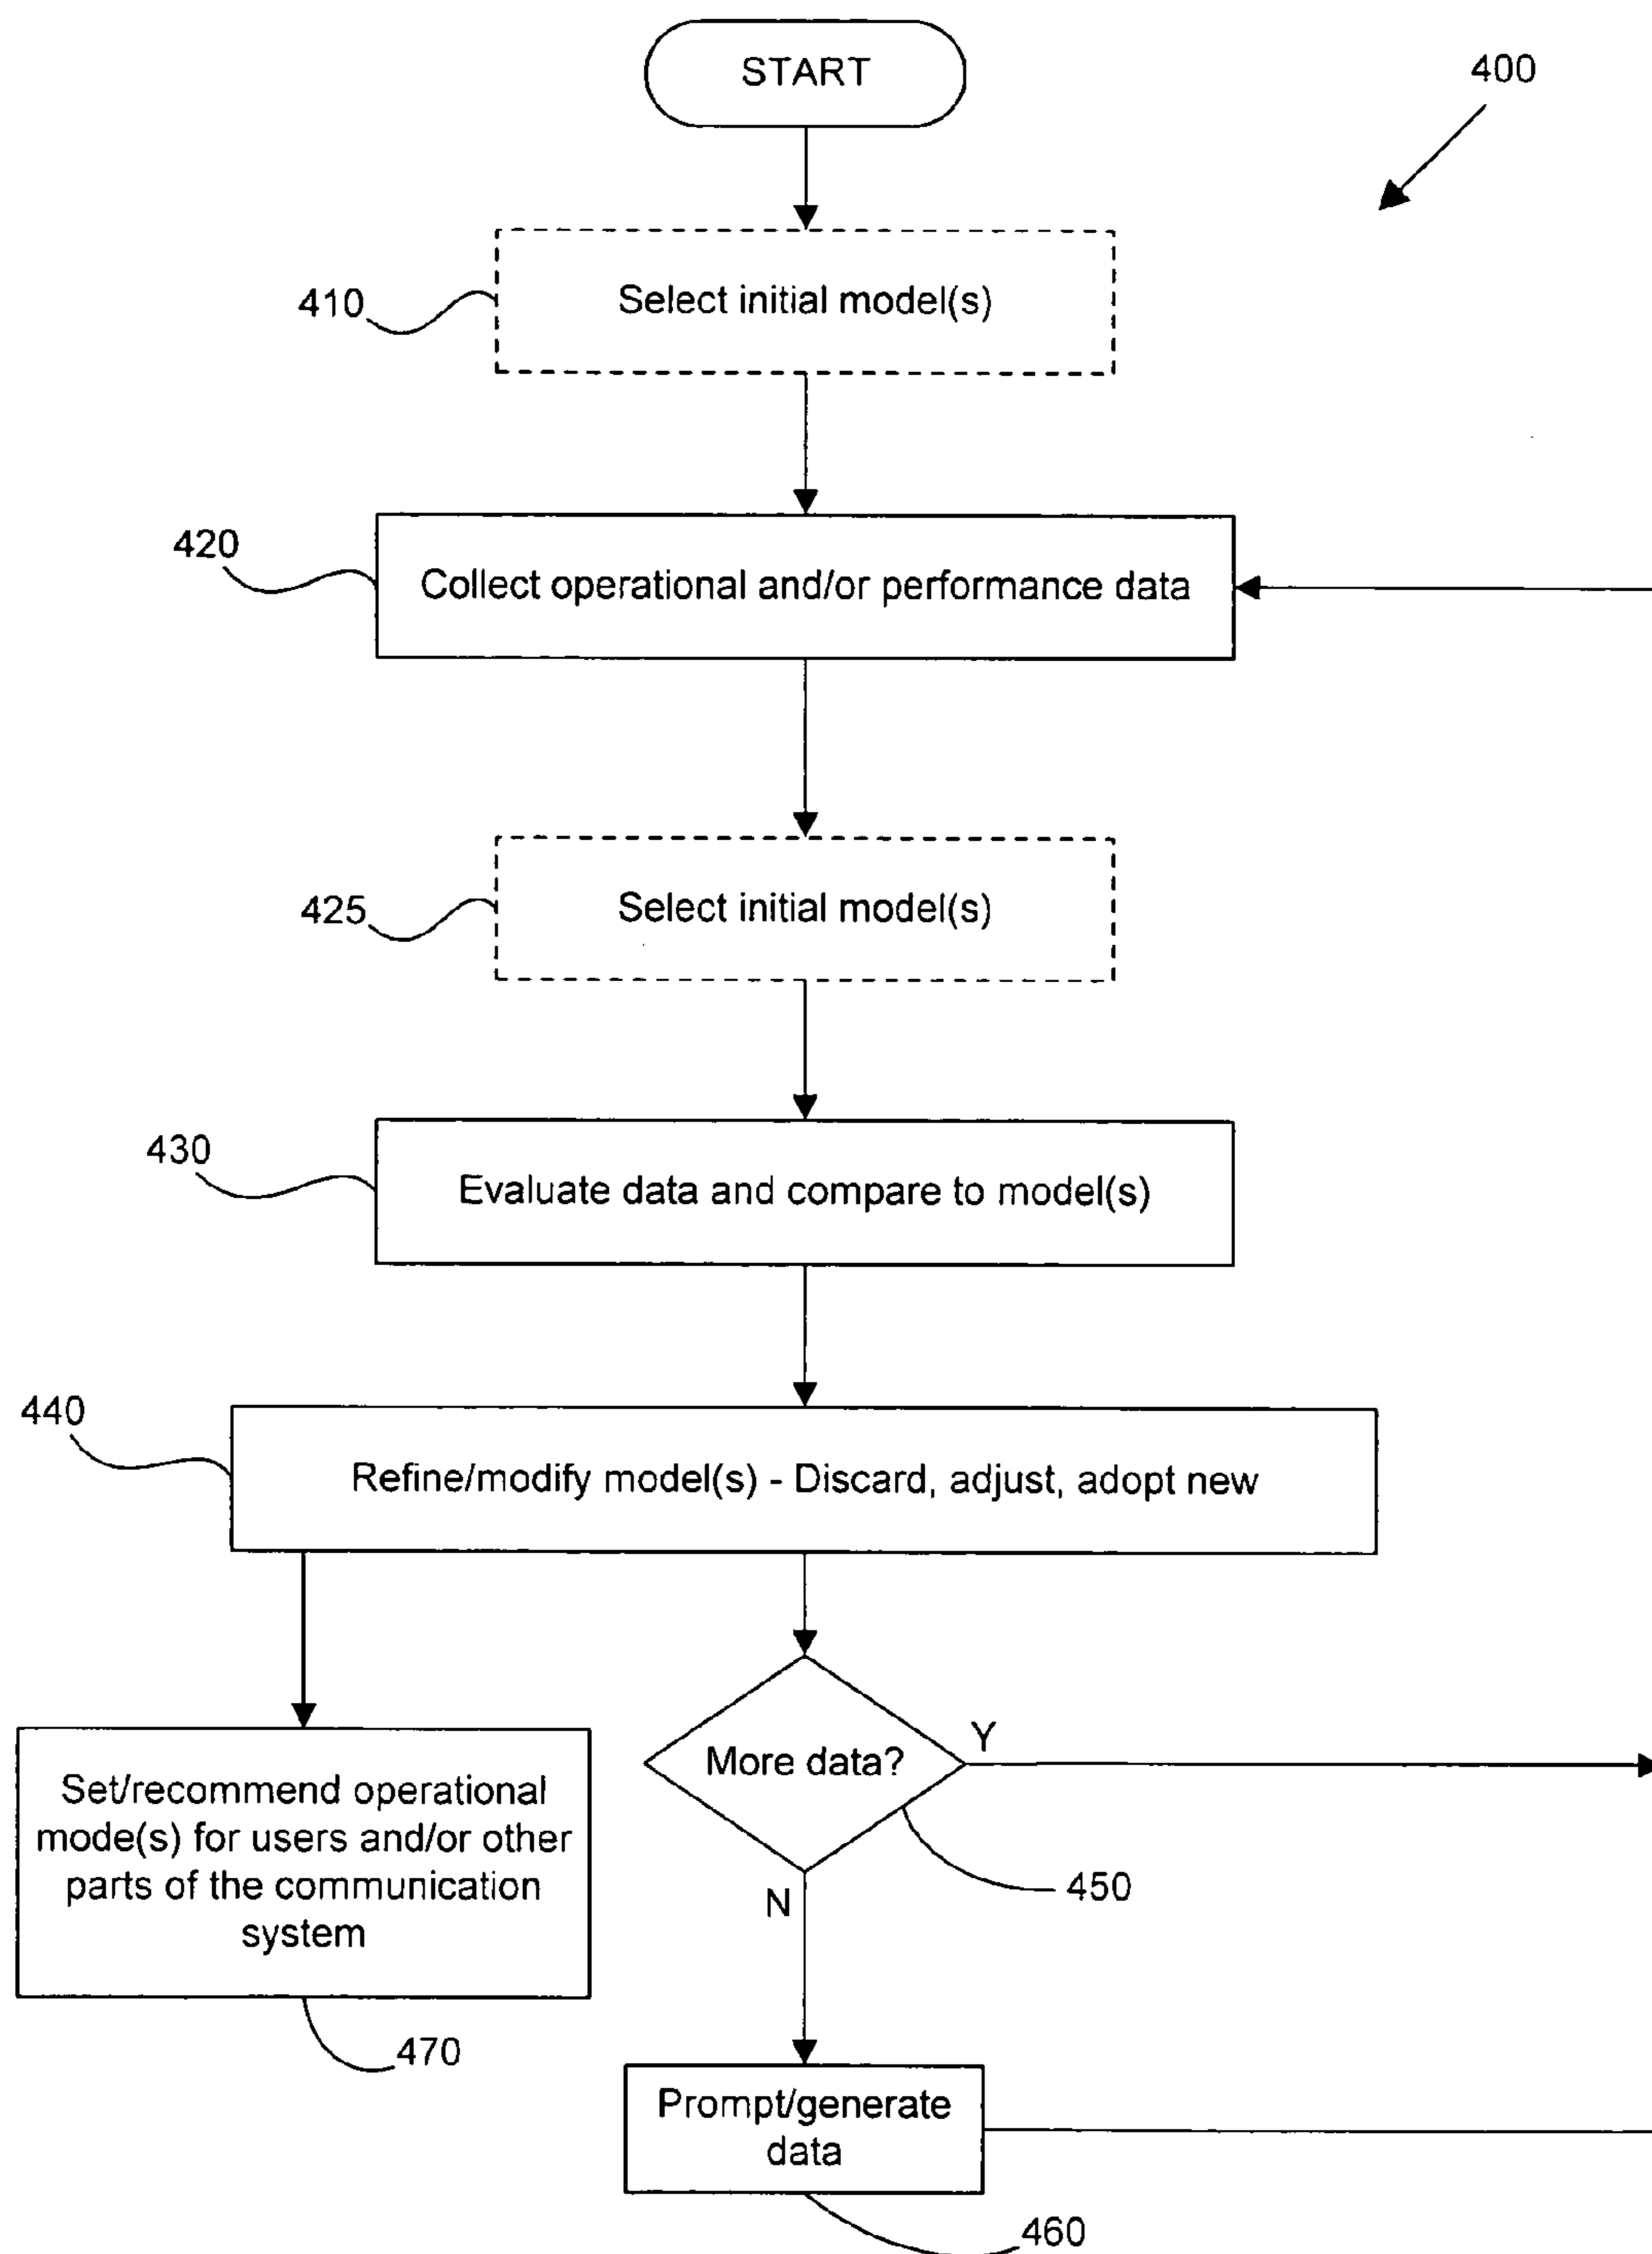 START
400
410
Select initial model(s)
420
Collect operational and/or performance data
425
Select initial model(s)
430
Evaluate data and compare to model(s)
440
Refine/modify model(s) - Discard, adjust, adopt new
More data?
Y
450
N
Set/recommend operational
mode(s) for users and/or other
parts of the communication
system
470
Prompt/generate
data
460